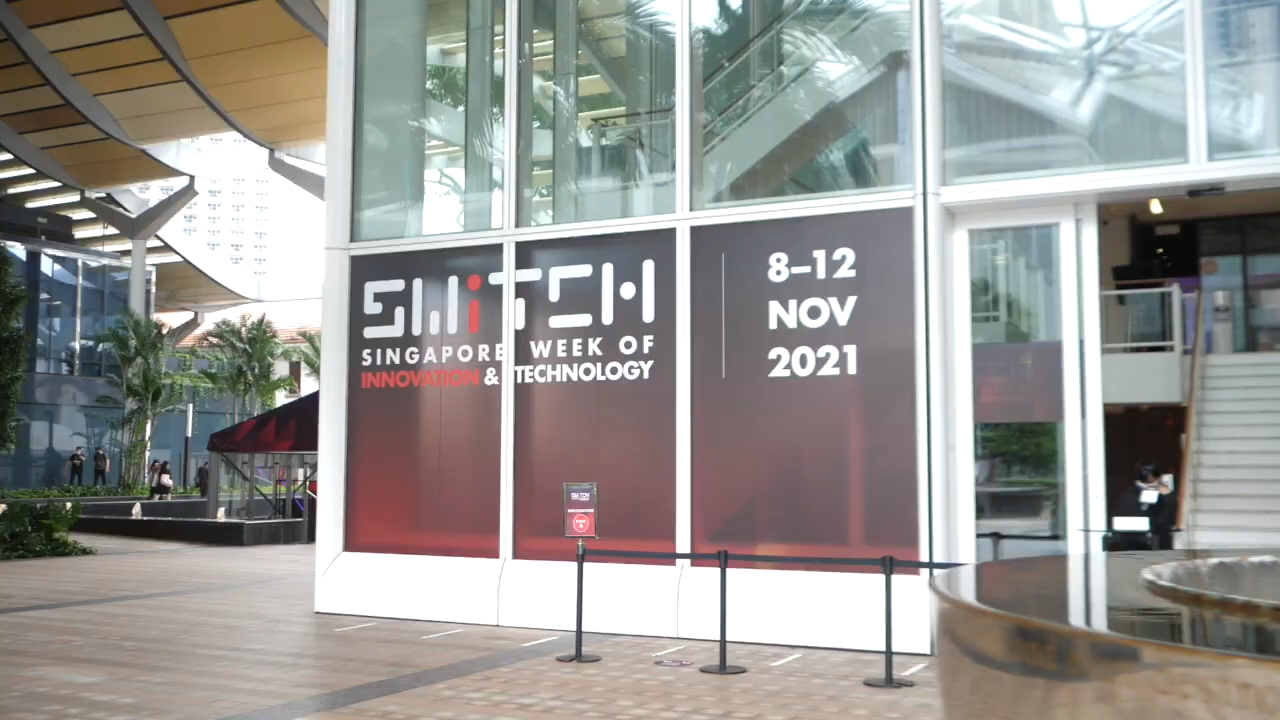 SWiTCH
SINGAPORE WEEK OF
INNOVATION & TECHNOLOGY
8–12
NOV
2021